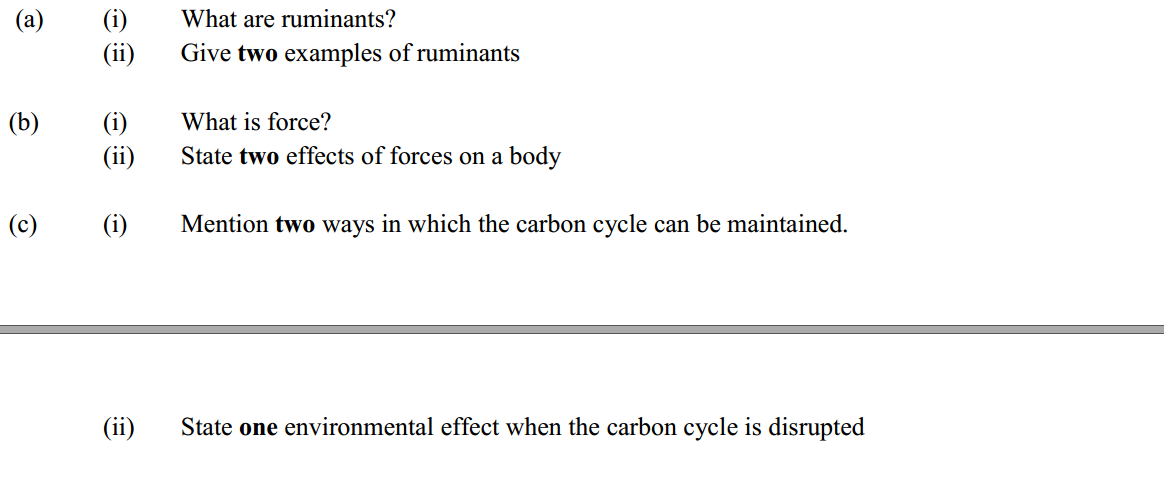 (a) (i) What are ruminants?
(ii) Give two examples of ruminants
(b) (i) What is force?
(ii) State two effects of forces on a body
(c) (i) Mention two ways in which the carbon cycle can be maintained.
(ii) State one environmental effect when the carbon cycle is disrupted